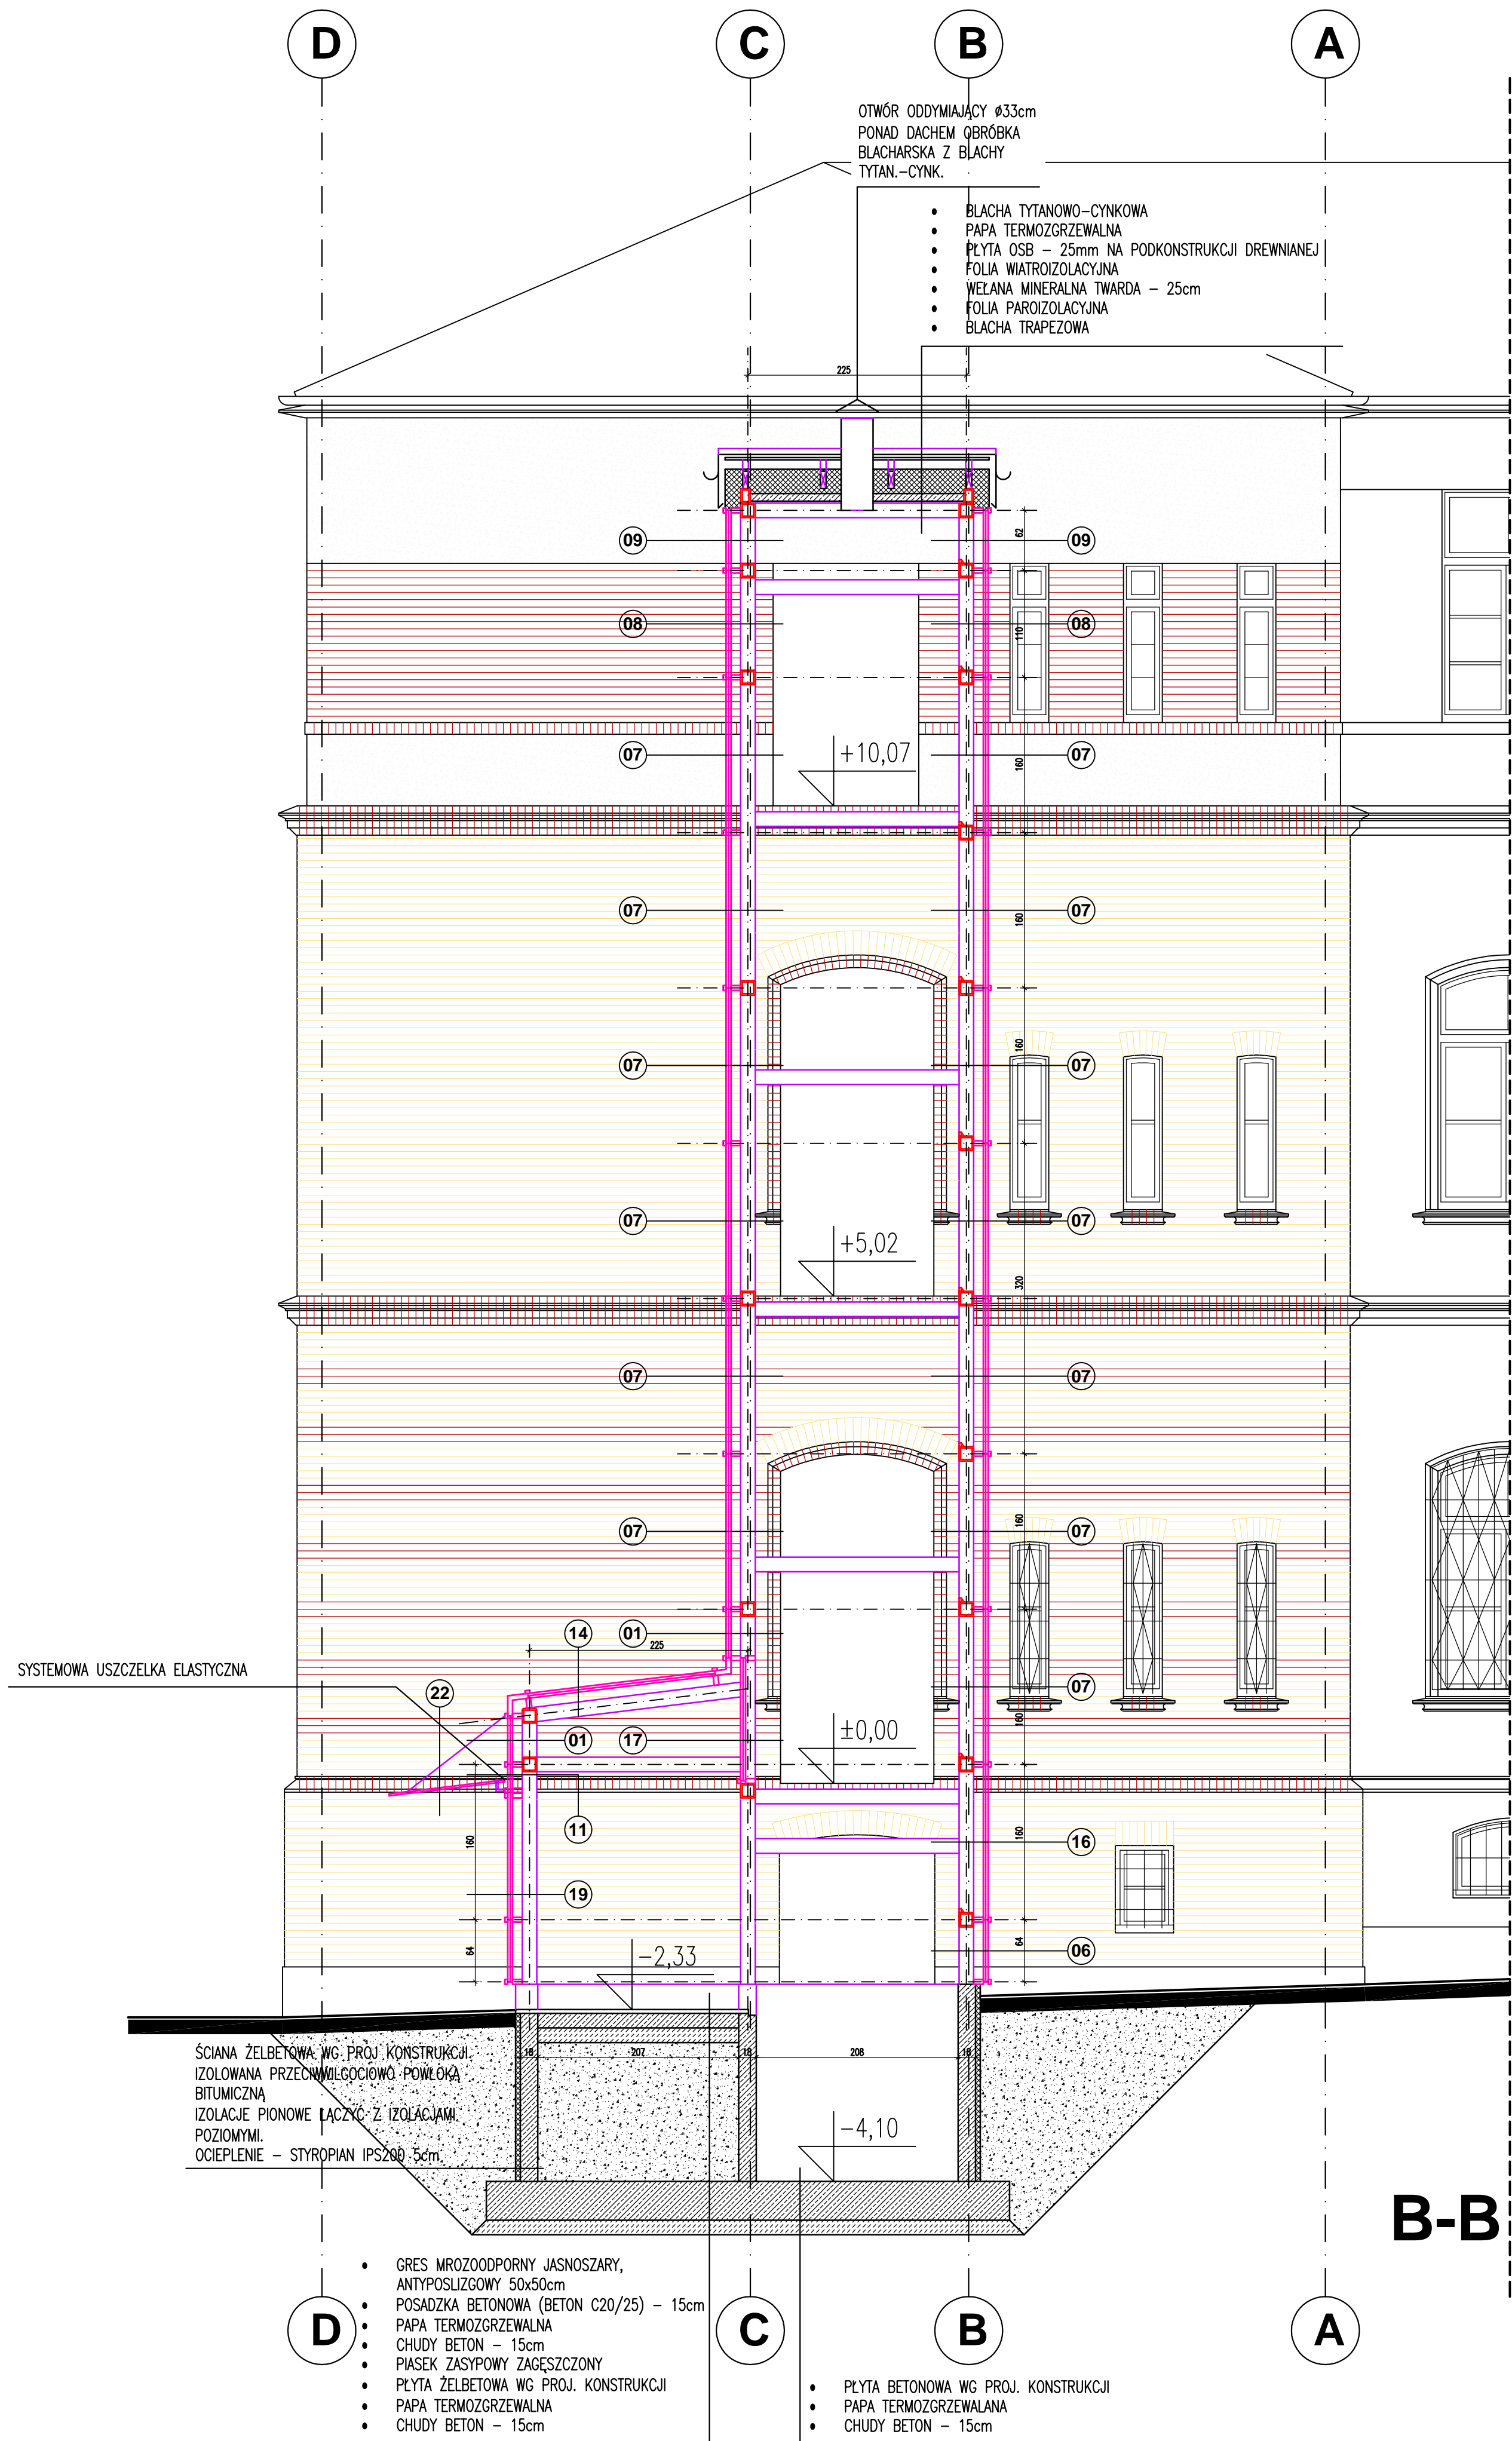 D
C
B
A
OTWÓR ODDYMIAJĄCY Ø33cm
PONAD DACHEM OBRÓBKA
BLACHARSKA Z BLACHY
TYTAN.-CYNK.
• BLACHA TYTANOWO-CYNKOWA
• PAPA TERMOZGRZEWALNA
• PŁYTA OSB - 25mm NA PODKONSTRUKCJI DREWNIANEJ
• FOLIA WIATROIZOLACYJNA
• WEŁANA MINERALNA TWARDA - 25cm
• FOLIA PAROIZOLACYJNA
• BLACHA TRAPEZOWA
225
62
09
09
08
08
110
07
+10,07
07
160
07
07
160
07
07
160
07
+5,02
07
320
07
07
07
07
160
14
01
225
SYSTEMOWA USZCZELKA ELASTYCZNA
22
07
160
01
17
±0,00
11
160
160
16
19
64
-2,33
06
64
ŚCIANA ŻELBETOWA WG PROJ KONSTRUKCJI.
IZOLOWANA PRZECIWWILGOCIOWO POWŁOKĄ
BITUMICZNĄ
IZOLACJE PIONOWE ŁĄCZYĆ Z IZOLACJAMI
POZIOMYMI.
OCIEPLENIE - STYROPIAN IPS200 5cm
18
207
18
208
18
-4,10
B-B
• GRES MROZOODPORNY JASNOSZARY,
ANTYPOSLIZGOWY 50x50cm
• POSADZKA BETONOWA (BETON C20/25) - 15cm
• PAPA TERMOZGRZEWALNA
• CHUDY BETON - 15cm
• PIASEK ZASYPOWY ZAGĘSZCZONY
• PŁYTA ŻELBETOWA WG PROJ. KONSTRUKCJI
• PAPA TERMOZGRZEWALNA
• CHUDY BETON - 15cm
D
C
B
A
• PŁYTA BETONOWA WG PROJ. KONSTRUKCJI
• PAPA TERMOZGRZEWALANA
• CHUDY BETON - 15cm